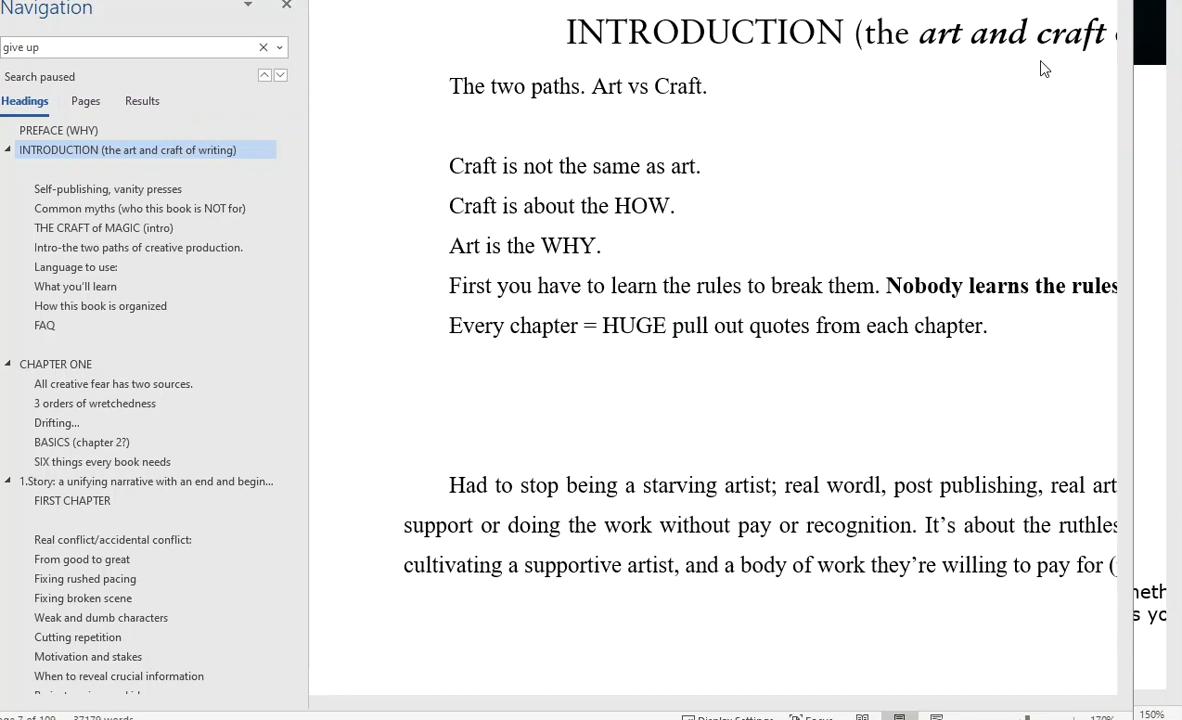 Navigation
give up
Search paused
Headings Pages Results
PREFACE (WHY)
INTRODUCTION (the art and craft of writing)
Self-publishing, vanity presses
Common myths (who this book is NOT for)
THE CRAFT of MAGIC (intro)
Intro-the two paths of creative production.
Language to use:
What you'll learn
How this book is organized
FAQ
CHAPTER ONE
All creative fear has two sources.
3 orders of wretchedness
Drifting...
BASICS (chapter 2?)
SIX things every book needs
1.Story: a unifying narrative with an end and begin...
FIRST CHAPTER
Real conflict/accidental conflict:
From good to great
Fixing rushed pacing
Fixing broken scene
Weak and dumb characters
Cutting repetition
Motivation and stakes
When to reveal crucial information
INTRODUCTION (the art and craft
The two paths. Art vs Craft.
Craft is not the same as art.
Craft is about the HOW.
Art is the WHY.
First you have to learn the rules to break them. Nobody learns the rules
Every chapter = HUGE pull out quotes from each chapter.
Had to stop being a starving artist; real wordl, post publishing, real art
support or doing the work without pay or recognition. It's about the ruthles
cultivating a supportive artist, and a body of work they're willing to pay for (
7 of 109 37179 words
Display Settings Focus 170%
150%